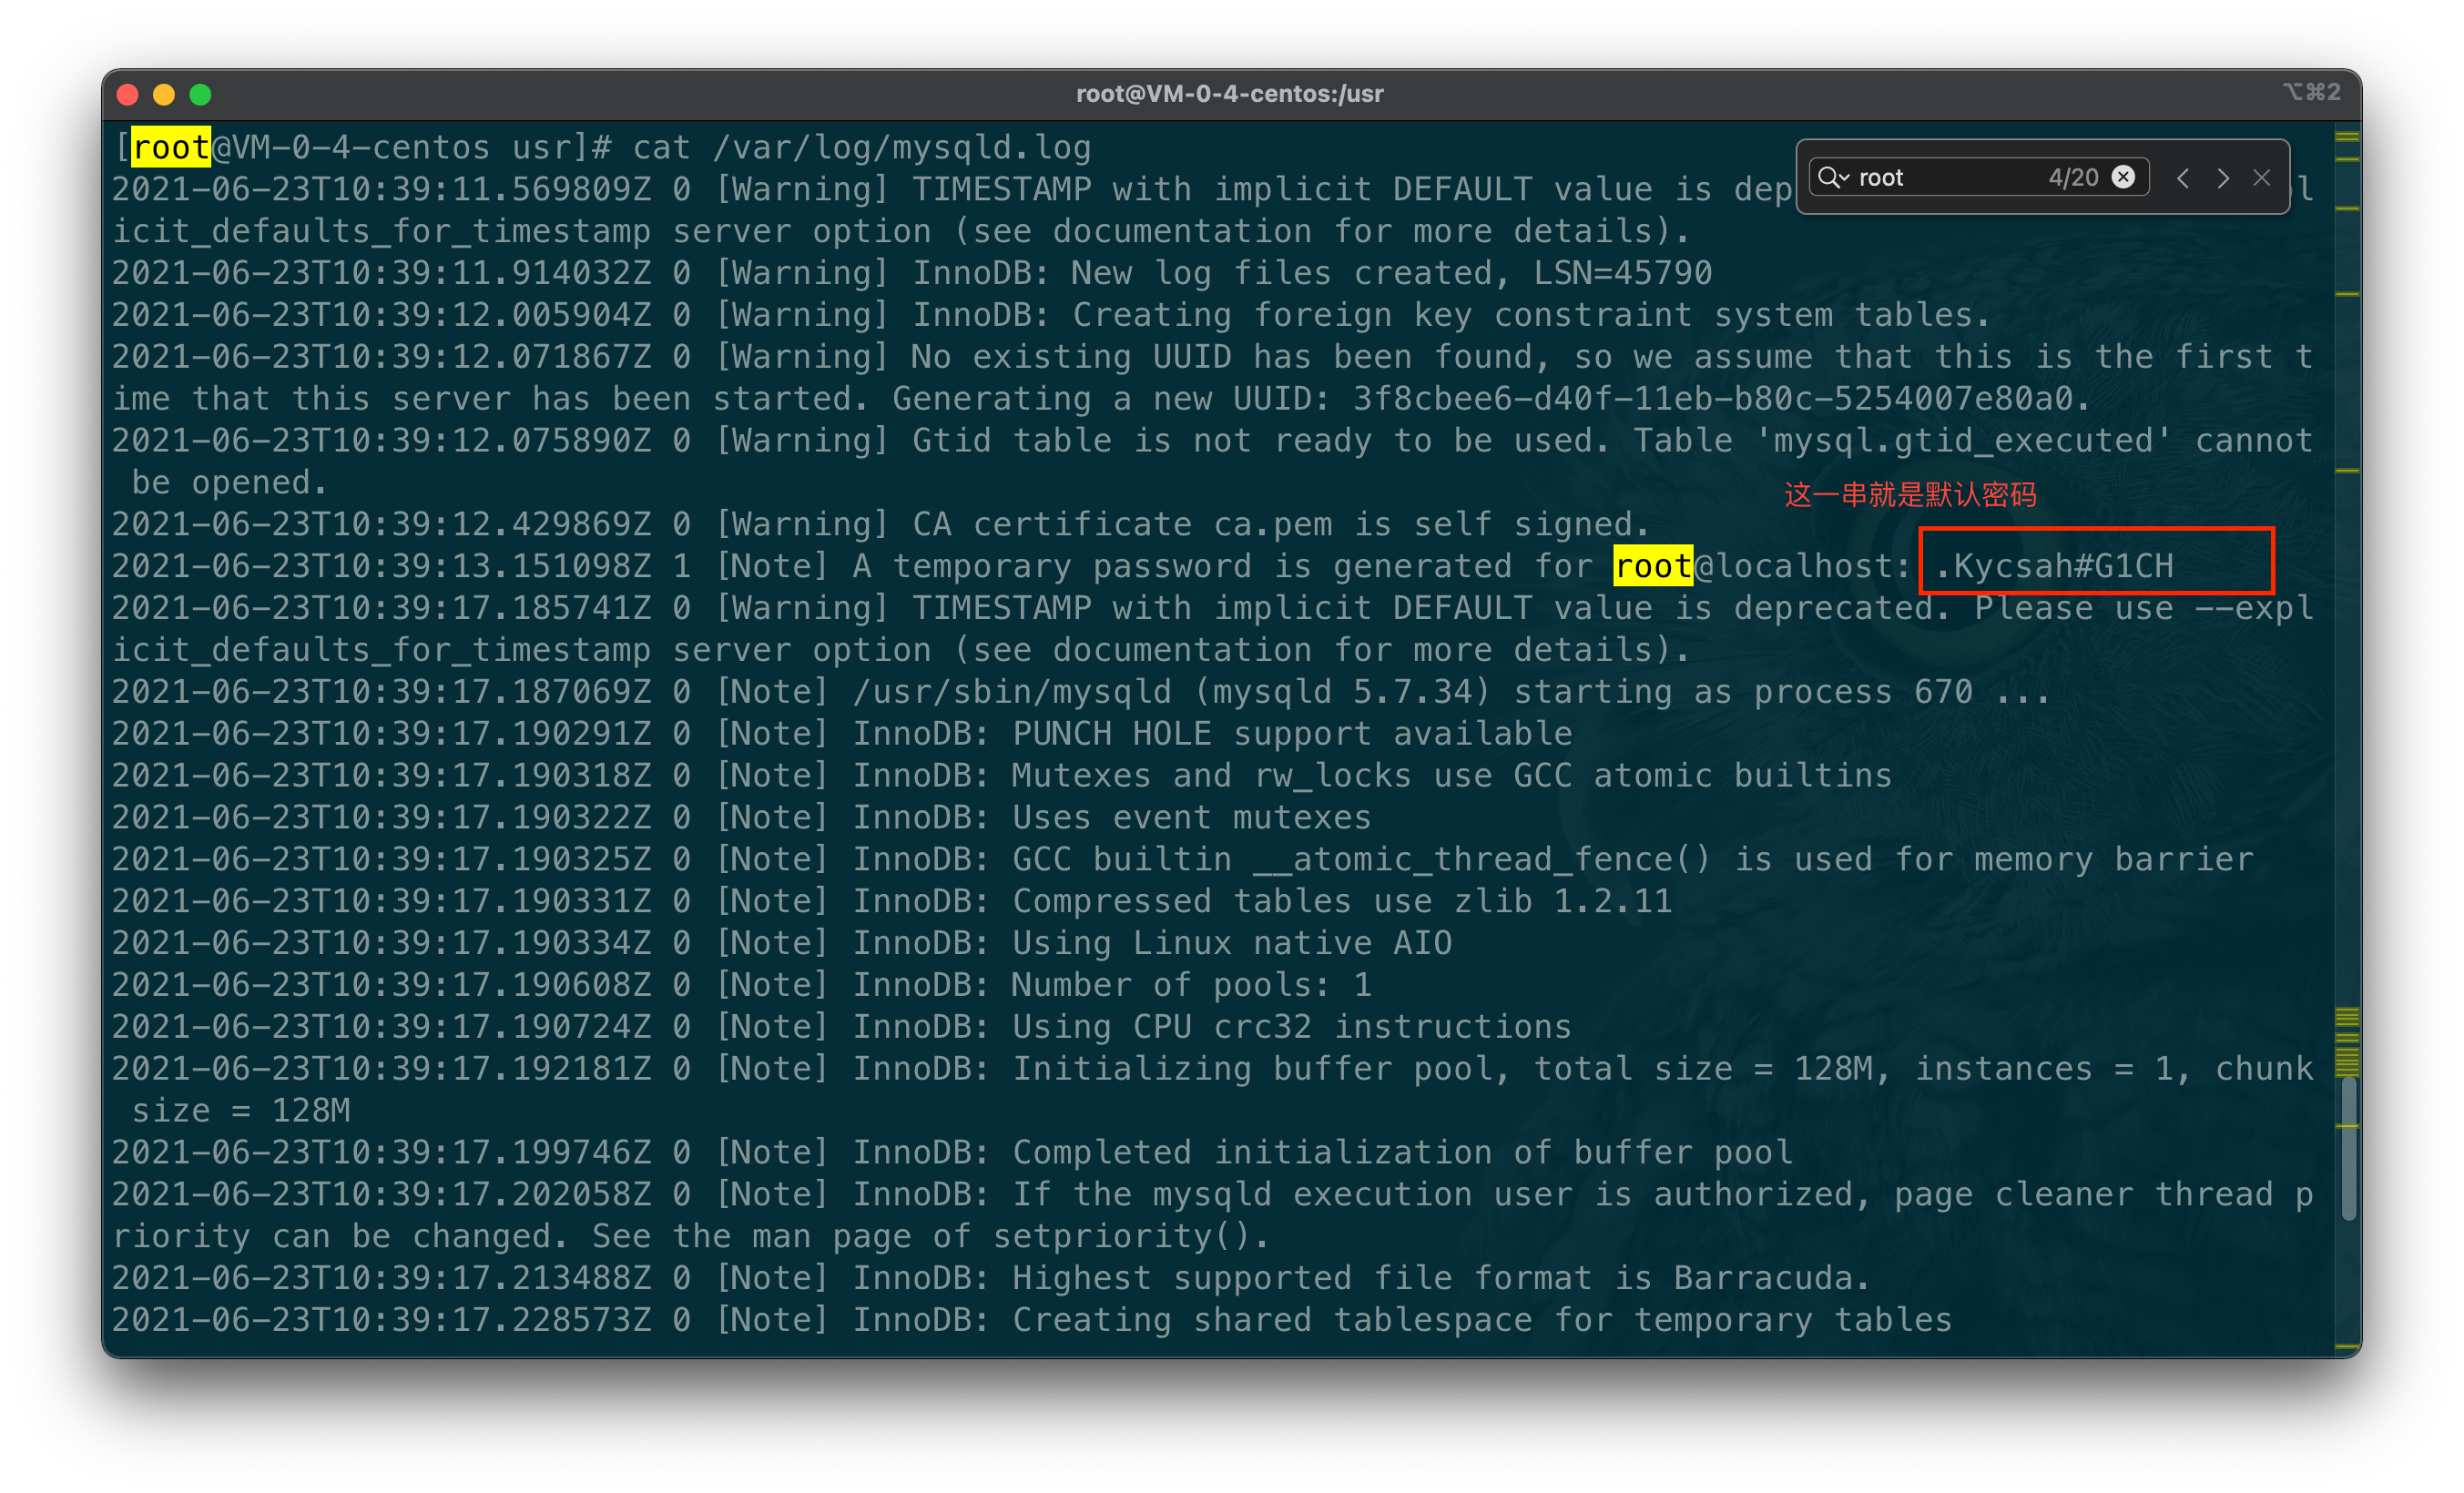 root@VM-0-4-centos:/usr
⌥⌘2
[root@VM-0-4-centos usr]# cat /var/log/mysqld.log
root 4/20
2021-06-23T10:39:11.569809Z 0 [Warning] TIMESTAMP with implicit DEFAULT value is dep l
icit_defaults_for_timestamp server option (see documentation for more details).
2021-06-23T10:39:11.914032Z 0 [Warning] InnoDB: New log files created, LSN=45790
2021-06-23T10:39:12.005904Z 0 [Warning] InnoDB: Creating foreign key constraint system tables.
2021-06-23T10:39:12.071867Z 0 [Warning] No existing UUID has been found, so we assume that this is the first t
ime that this server has been started. Generating a new UUID: 3f8cbee6-d40f-11eb-b80c-5254007e80a0.
2021-06-23T10:39:12.075890Z 0 [Warning] Gtid table is not ready to be used. Table 'mysql.gtid_executed' cannot
 be opened.
这一串就是默认密码
2021-06-23T10:39:12.429869Z 0 [Warning] CA certificate ca.pem is self signed.
2021-06-23T10:39:13.151098Z 1 [Note] A temporary password is generated for root@localhost: .Kycsah#G1CH
2021-06-23T10:39:17.185741Z 0 [Warning] TIMESTAMP with implicit DEFAULT value is deprecated. Please use --expl
icit_defaults_for_timestamp server option (see documentation for more details).
2021-06-23T10:39:17.187069Z 0 [Note] /usr/sbin/mysqld (mysqld 5.7.34) starting as process 670 ...
2021-06-23T10:39:17.190291Z 0 [Note] InnoDB: PUNCH HOLE support available
2021-06-23T10:39:17.190318Z 0 [Note] InnoDB: Mutexes and rw_locks use GCC atomic builtins
2021-06-23T10:39:17.190322Z 0 [Note] InnoDB: Uses event mutexes
2021-06-23T10:39:17.190325Z 0 [Note] InnoDB: GCC builtin __atomic_thread_fence() is used for memory barrier
2021-06-23T10:39:17.190331Z 0 [Note] InnoDB: Compressed tables use zlib 1.2.11
2021-06-23T10:39:17.190334Z 0 [Note] InnoDB: Using Linux native AIO
2021-06-23T10:39:17.190608Z 0 [Note] InnoDB: Number of pools: 1
2021-06-23T10:39:17.190724Z 0 [Note] InnoDB: Using CPU crc32 instructions
2021-06-23T10:39:17.192181Z 0 [Note] InnoDB: Initializing buffer pool, total size = 128M, instances = 1, chunk
 size = 128M
2021-06-23T10:39:17.199746Z 0 [Note] InnoDB: Completed initialization of buffer pool
2021-06-23T10:39:17.202058Z 0 [Note] InnoDB: If the mysqld execution user is authorized, page cleaner thread p
riority can be changed. See the man page of setpriority().
2021-06-23T10:39:17.213488Z 0 [Note] InnoDB: Highest supported file format is Barracuda.
2021-06-23T10:39:17.228573Z 0 [Note] InnoDB: Creating shared tablespace for temporary tables